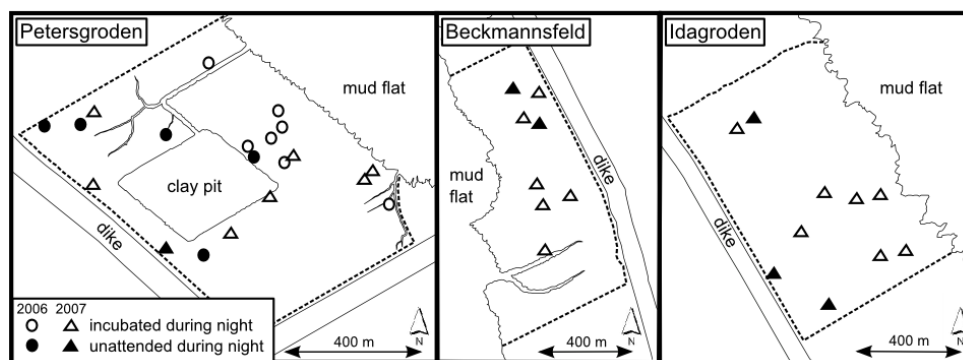 Petersgroden
mud flat
clay pit
dike
2006 2007
incubated during night
unattended during night
N
400 m
Beckmannsfeld
mud
flat
dike
N
400 m
Idagroden
mud flat
dike
N
400 m